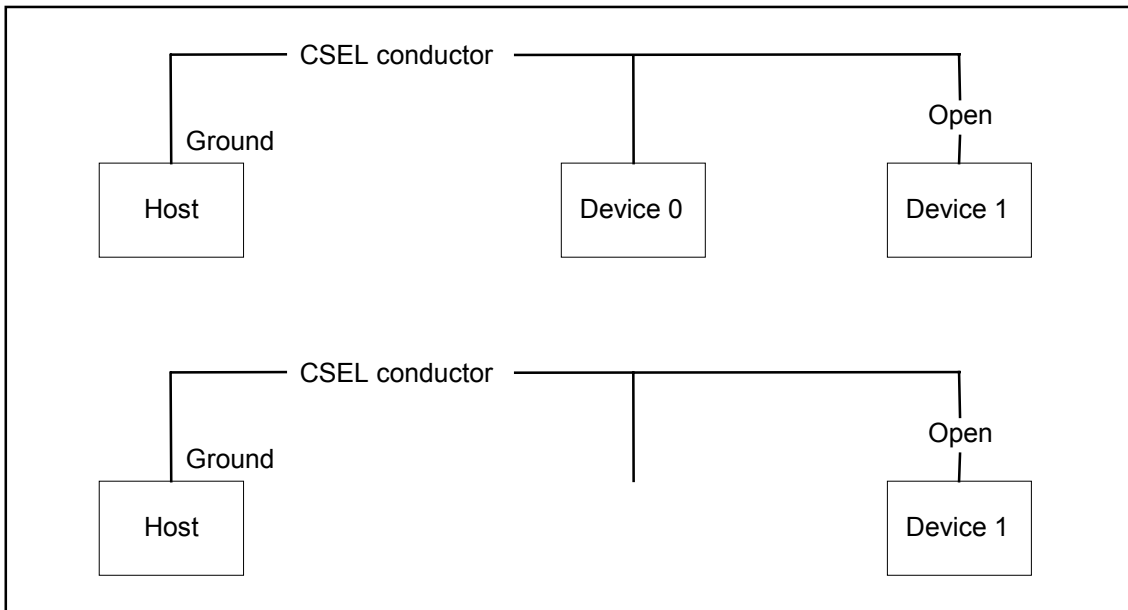 CSEL conductor
Open
Ground
Host
Device 0
Device 1
CSEL conductor
Open
Ground
Host
Device 1